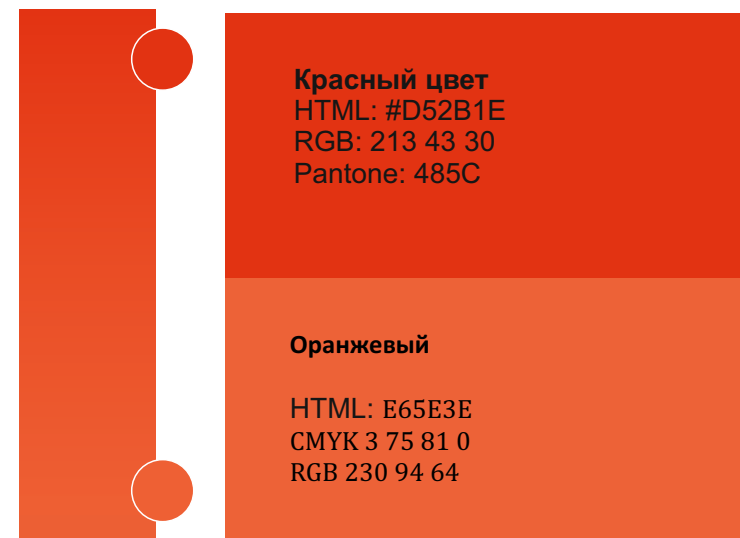 Красный цвет
HTML: #D52B1E
RGB: 213 43 30
Pantone: 485C
Оранжевый
HTML: E65E3E
CMYK 3 75 81 0
RGB 230 94 64